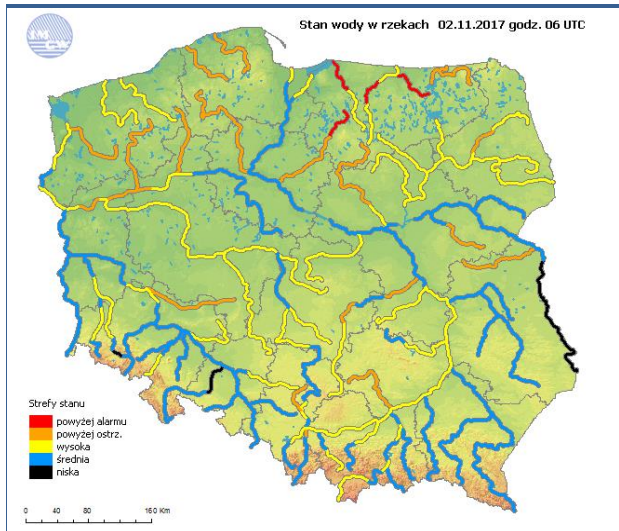 Stan wody w rzekach 02.11.2017 godz. 06 UTC
Strefy stanu
powyżej alarmu
powyżej ostrz.
wysoka
średnia
niska
0 40 80 160 Km